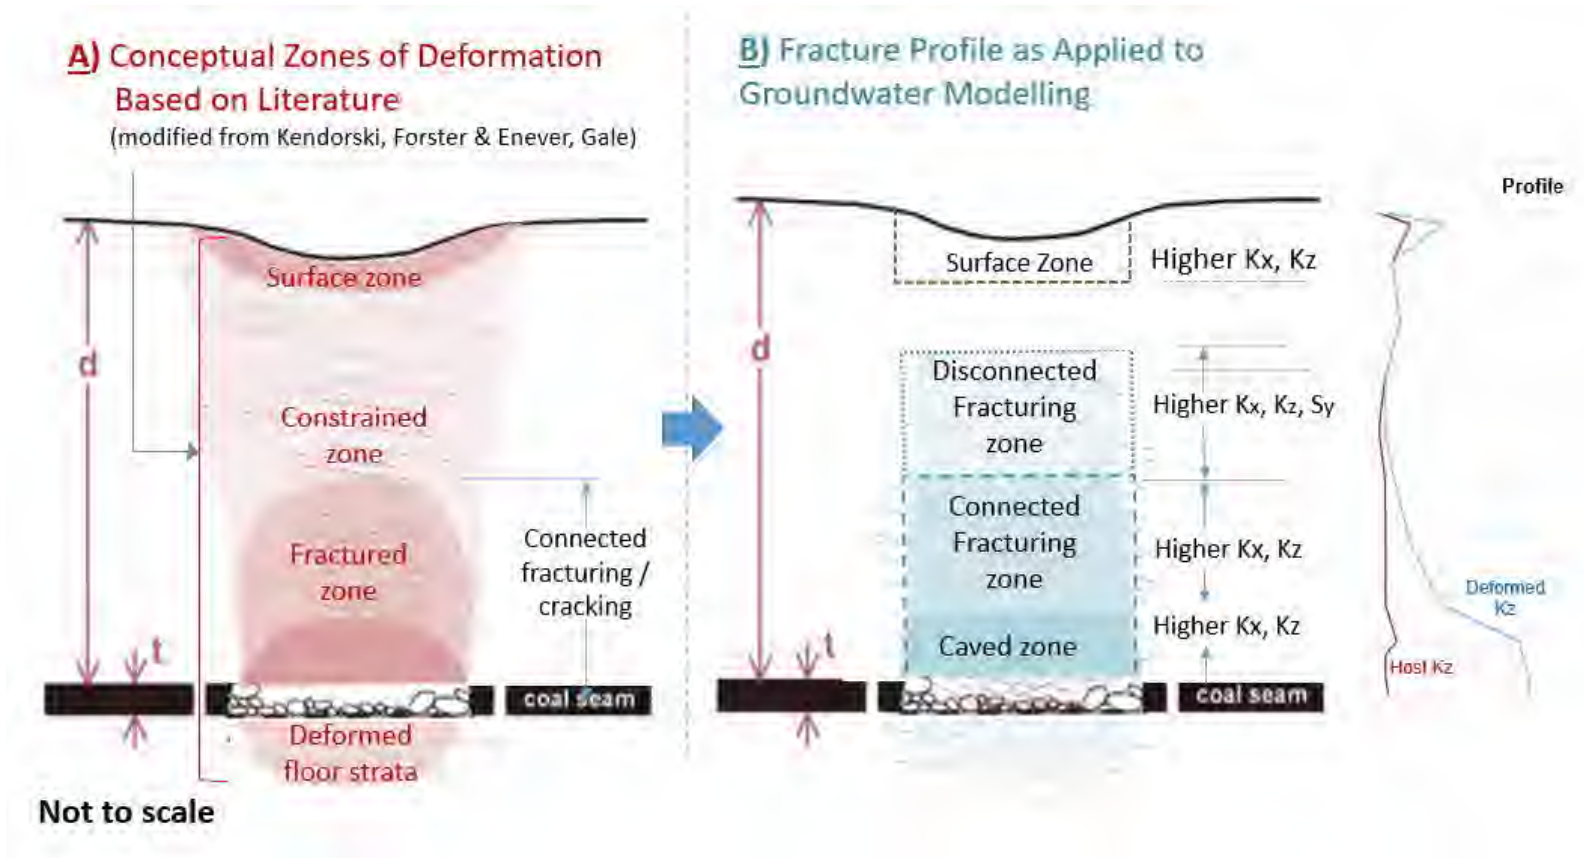 A) Conceptual Zones of Deformation
Based on Literature
(modified from Kendorski, Forster & Enever, Gale)
Surface zone
d
Constrained
zone
Fractured
zone
Connected
fracturing /
cracking
t
coal seam
Deformed
floor strata
Not to scale
B) Fracture Profile as Applied to
Groundwater Modelling
Profile
Surface Zone
Higher Kx, Kz
d
Disconnected
Fracturing
zone
Higher Kx, Kz, Sy
Connected
Fracturing
zone
Higher Kx, Kz
Caved zone
Higher Kx, Kz
t
coal seam
Deformed
Kz
Host Kz